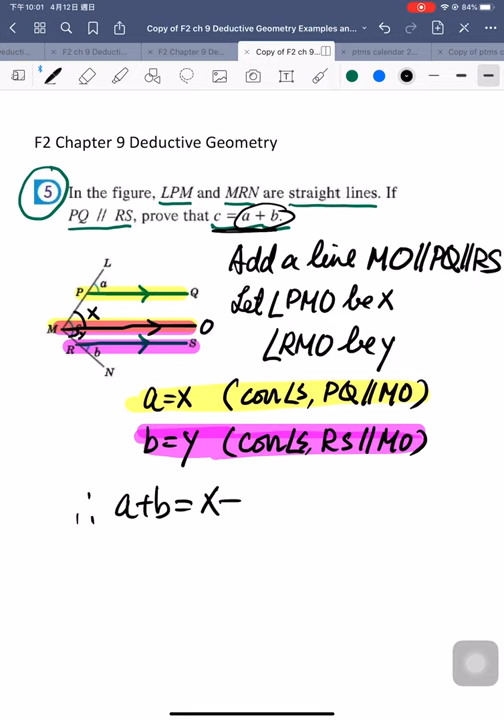 下午10:01 4月12日週日
84%
Copy of F2 ch 9 Deductive Geometry Examples an
deducti...
F2 ch 9 Deductive Ge...
F2 Chapter 9 De...
Copy of F2 ch 9 De...
ptms calendar 2...
Copy of ptms c
F2 Chapter 9 Deductive Geometry
5 In the figure, LPM and MRN are straight lines. If
PQ // RS, prove that c = a + b.
L
P a Q
x
M c y O
R b S
N
Add a line MO//PQ//RS
Let ∠PMO be x
∠RMO be y
a=x (corr∠s, PQ//MO)
b=y (corr∠s, RS//MO)
∴ a+b=x−